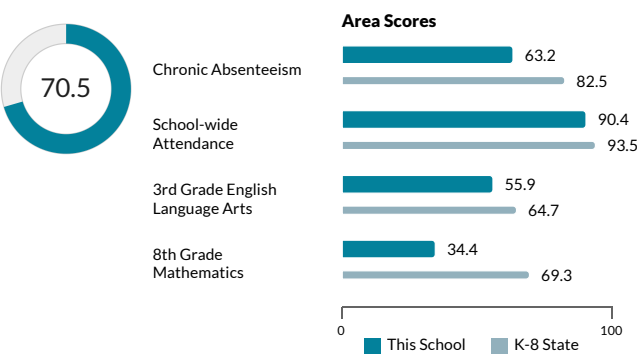 Area Scores
70.5
Chronic Absenteeism
63.2
82.5
School-wide
Attendance
90.4
93.5
3rd Grade English
Language Arts
55.9
64.7
8th Grade
Mathematics
34.4
69.3
0
100
This School
K-8 State